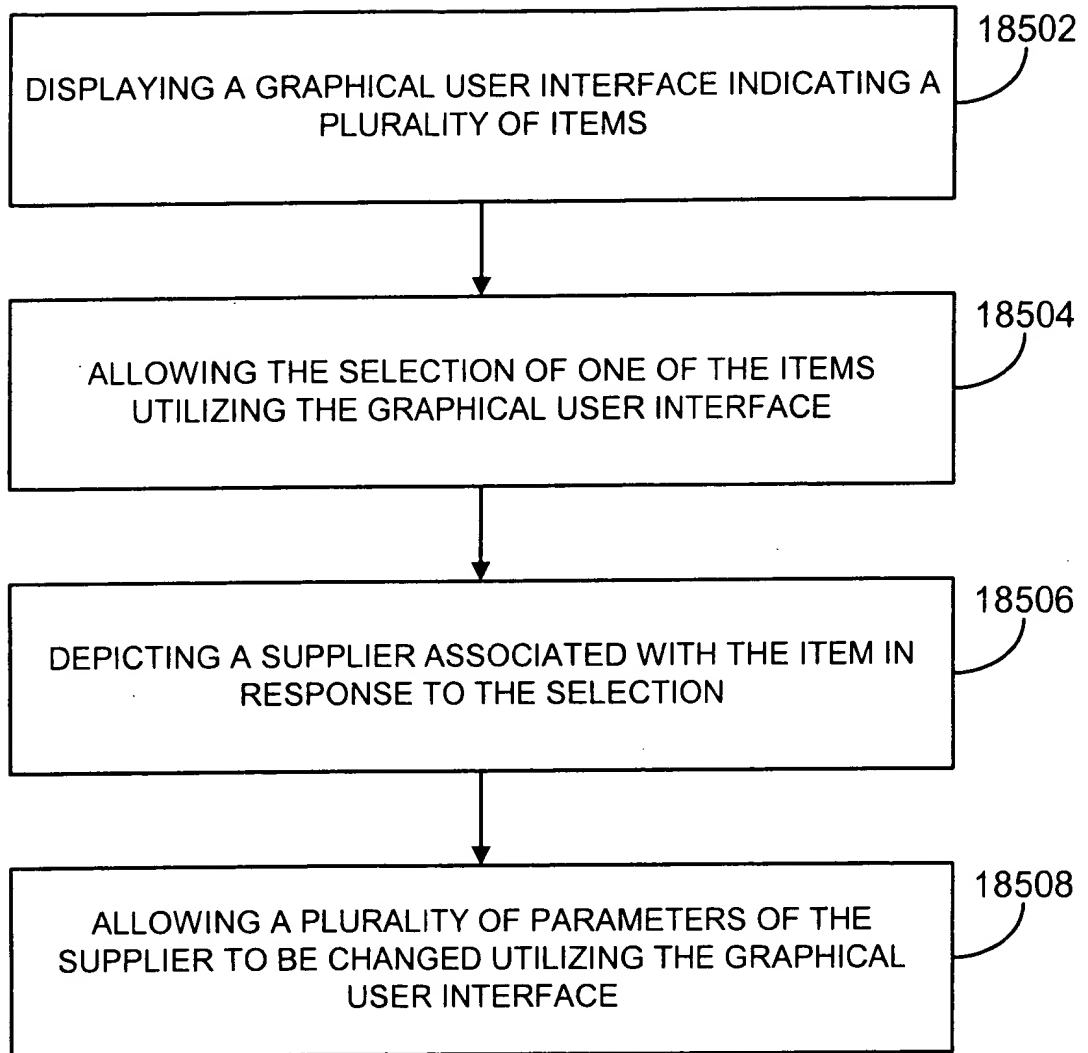 18502
DISPLAYING A GRAPHICAL USER INTERFACE INDICATING A
PLURALITY OF ITEMS
18504
ALLOWING THE SELECTION OF ONE OF THE ITEMS
UTILIZING THE GRAPHICAL USER INTERFACE
18506
DEPICTING A SUPPLIER ASSOCIATED WITH THE ITEM IN
RESPONSE TO THE SELECTION
18508
ALLOWING A PLURALITY OF PARAMETERS OF THE
SUPPLIER TO BE CHANGED UTILIZING THE GRAPHICAL
USER INTERFACE